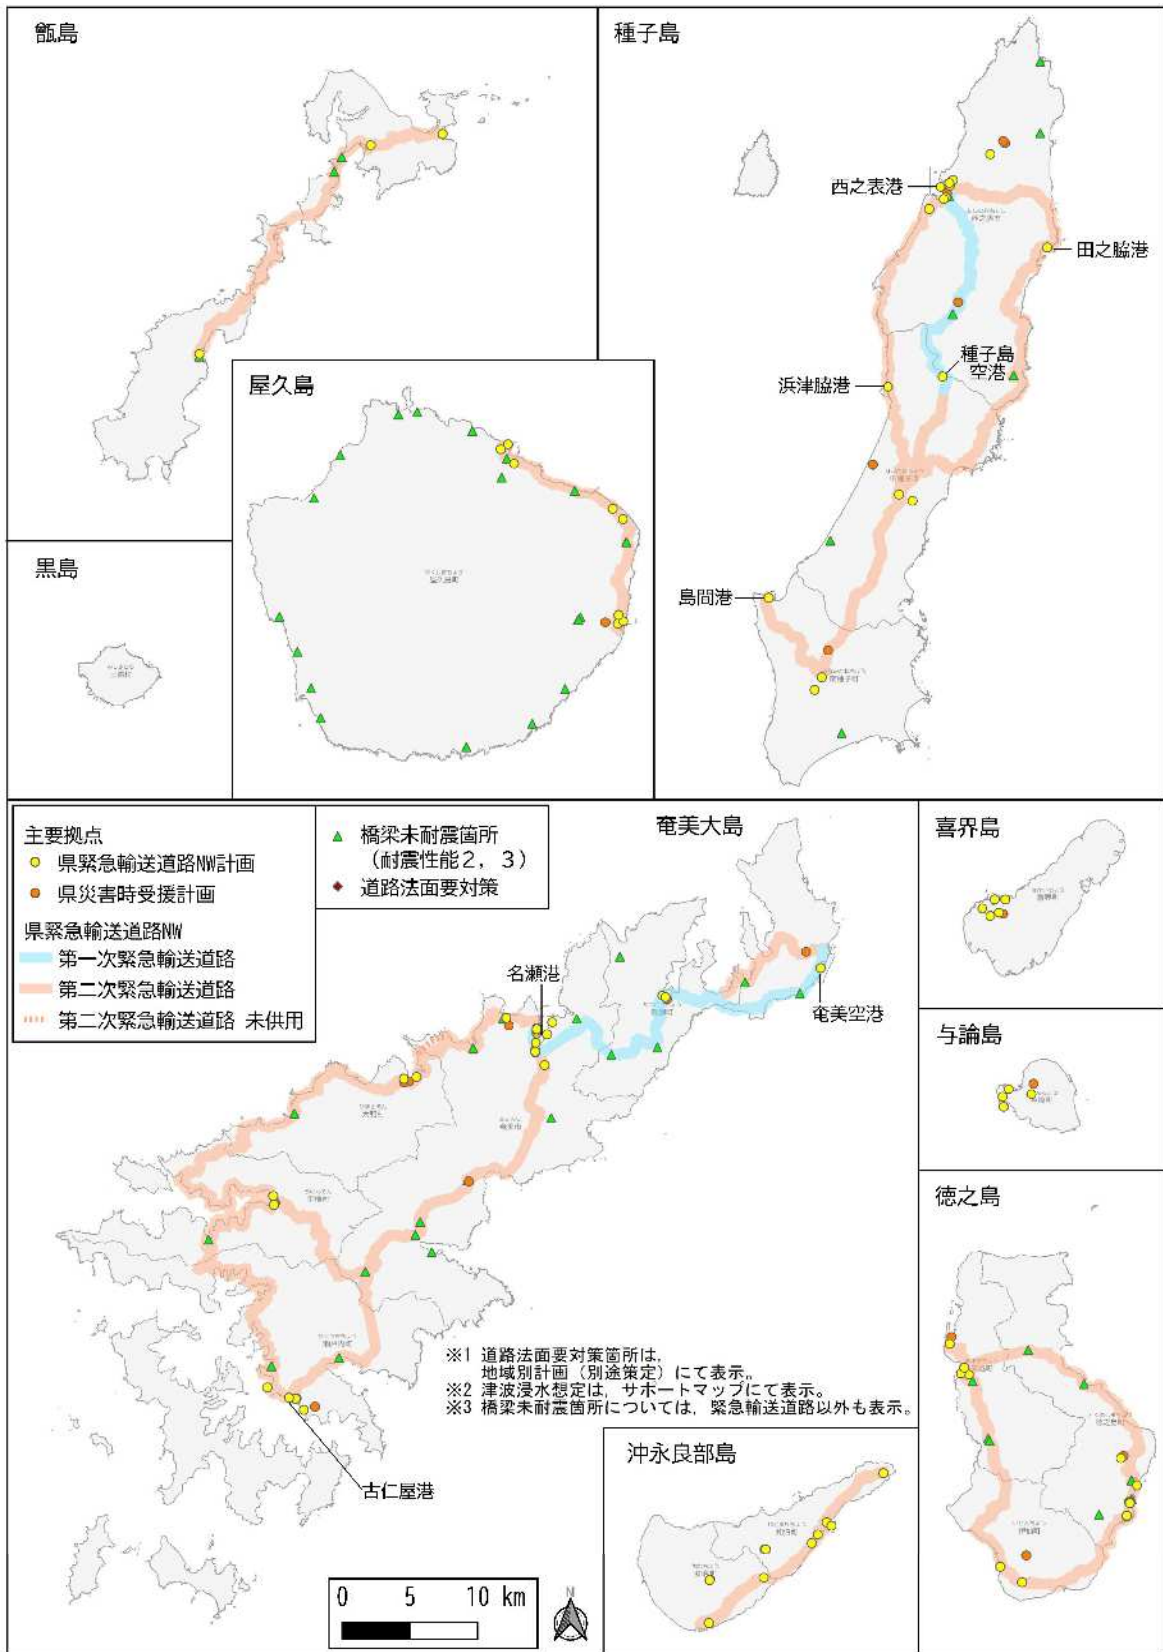 甑島
種子島
西之表港
田之脇港
種子島
空港
浜津脇港
島間港
屋久島
屋久島町
黒島
主要拠点
県緊急輸送道路NW計画
県災害時受援計画
県緊急輸送道路NW
第一次緊急輸送道路
第二次緊急輸送道路
第二次緊急輸送道路 未供用
橋梁未耐震箇所
(耐震性能2,3)
道路法面要対策
奄美大島
名瀬港
奄美空港
古仁屋港
※1 道路法面要対策箇所は,
地域別計画(別途策定)にて表示。
※2 津波浸水想定は,サポートマップにて表示。
※3 橋梁未耐震箇所については,緊急輸送道路以外も表示。
喜界島
与論島
徳之島
沖永良部島
0 5 10 km
N